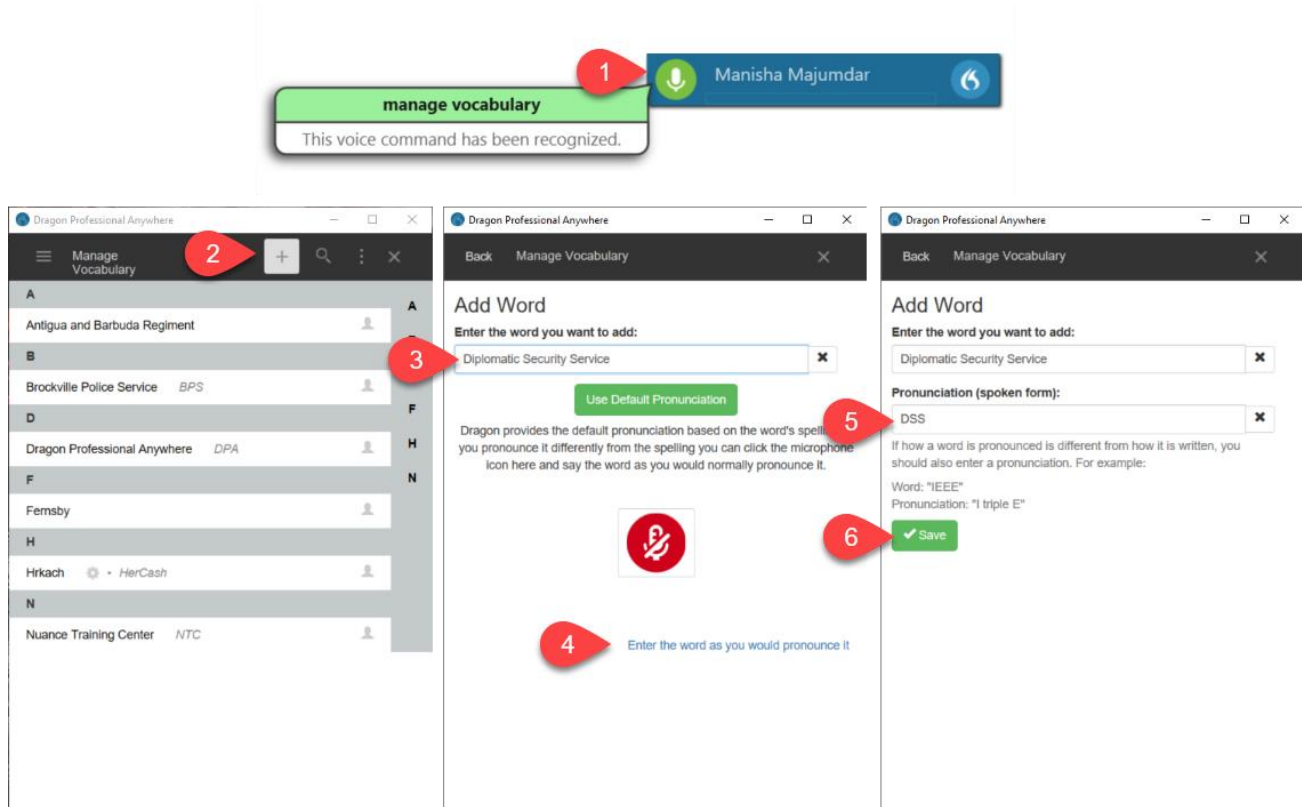 1
Manisha Majumdar
manage vocabulary
This voice command has been recognized.
Dragon Professional Anywhere
Manage
Vocabulary
2
A
Antigua and Barbuda Regiment
B
Brockville Police Service BPS
D
Dragon Professional Anywhere DPA
F
Fernsby
H
Hrkach • HerCash
N
Nuance Training Center NTC
A
F
H
N
Dragon Professional Anywhere
Back Manage Vocabulary
Add Word
Enter the word you want to add:
3
Diplomatic Security Service
Use Default Pronunciation
Dragon provides the default pronunciation based on the word's
you pronounce it differently from the spelling you can click the microphone
icon here and say the word as you would normally pronounce it.
4
Enter the word as you would pronounce it
Dragon Professional Anywhere
Back Manage Vocabulary
Add Word
Enter the word you want to add:
Diplomatic Security Service
Pronunciation (spoken form):
5
DSS
If how a word is pronounced is different from how it is written, you
should also enter a pronunciation. For example:
Word: "IEEE"
Pronunciation: "I triple E"
6
Save